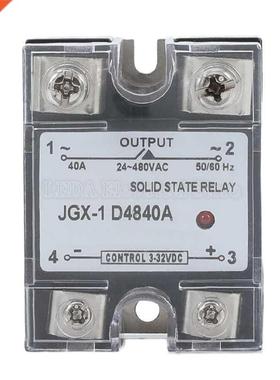 OUTPUT
1 ~ ~ 2
40A 24~480VAC 50/60 Hz
SOLID STATE RELAY
JGX-1 D4840A
4 - CONTROL 3-32VDC + 3